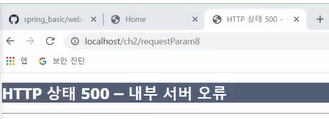 spring_basic/web
Home
HTTP 상태 500 –
localhost/ch2/requestParam8
앱
보안 진단
HTTP 상태 500 – 내부 서버 오류